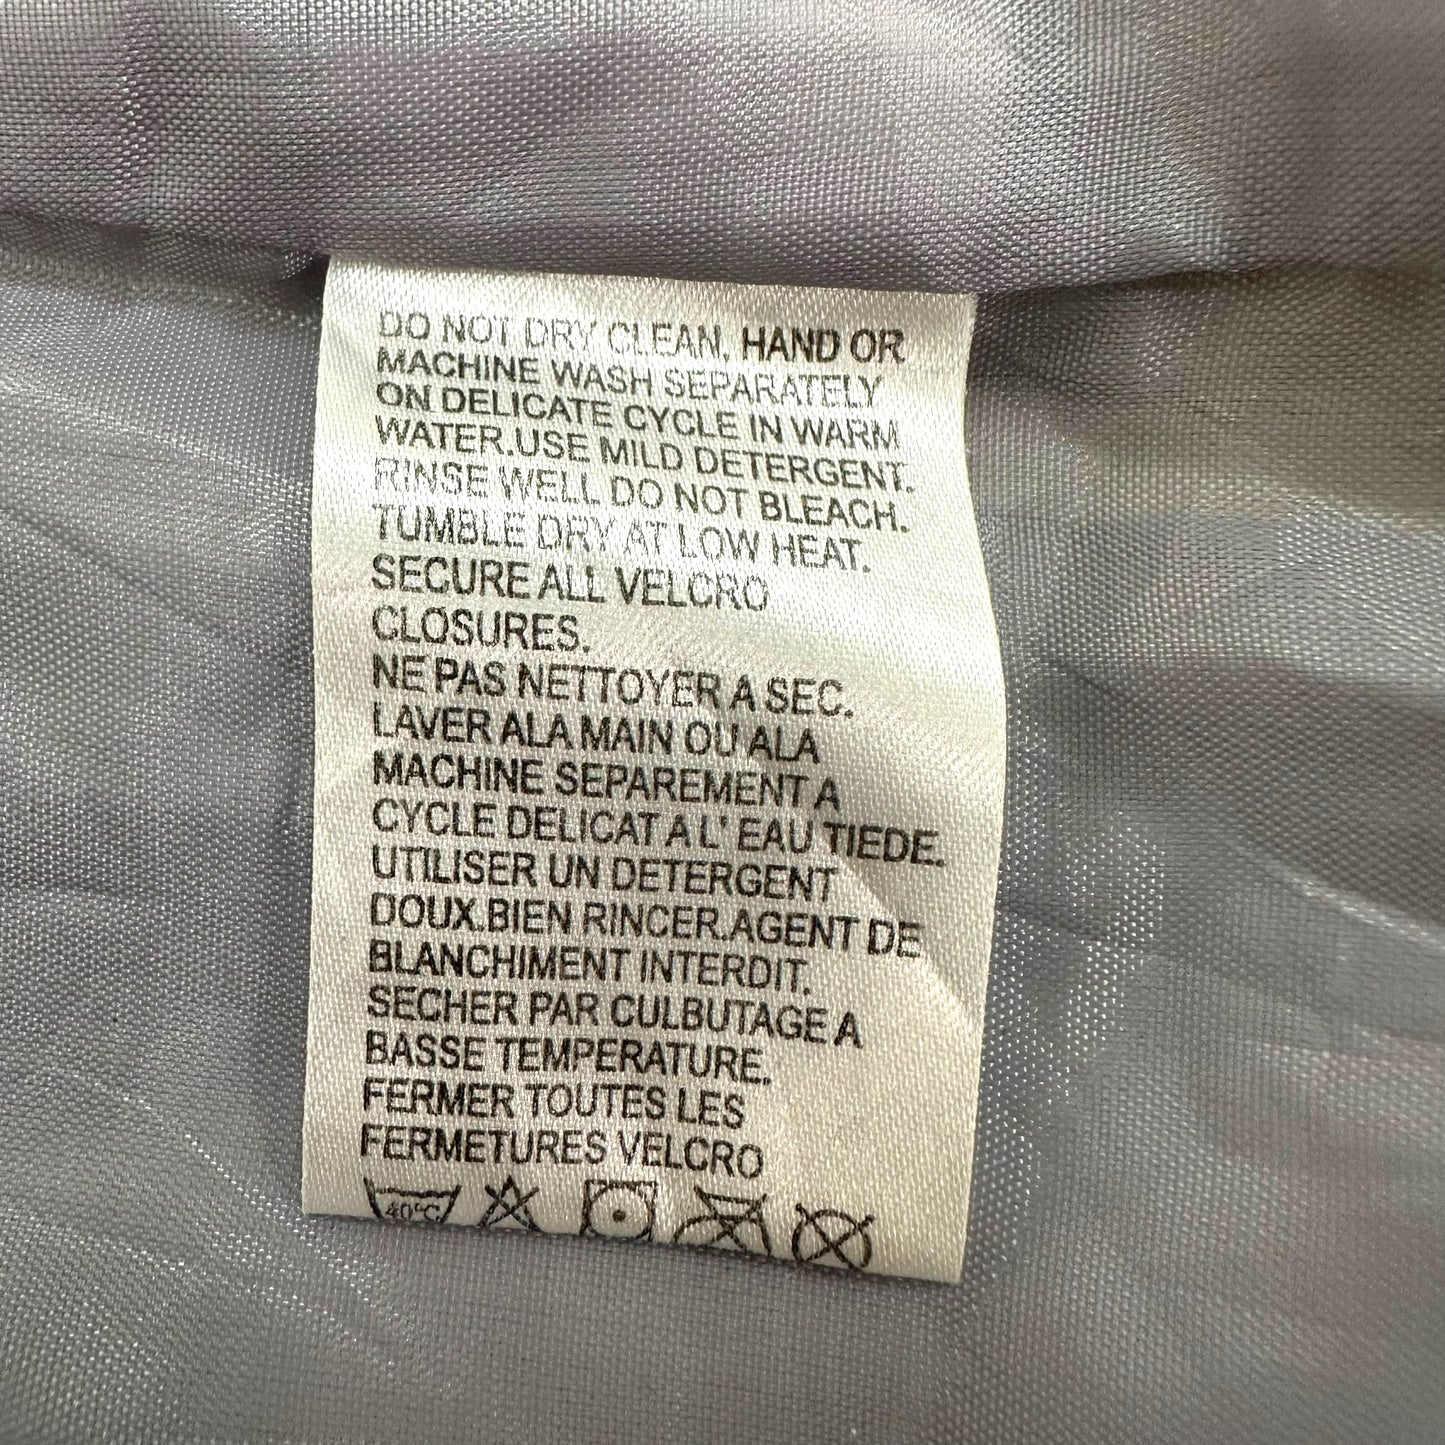 DO NOT DRY CLEAN. HAND OR
MACHINE WASH SEPARATELY
ON DELICATE CYCLE IN WARM
WATER.USE MILD DETERGENT.
RINSE WELL DO NOT BLEACH.
TUMBLE DRY AT LOW HEAT.
SECURE ALL VELCRO
CLOSURES.
NE PAS NETTOYER A SEC.
LAVER ALA MAIN OU ALA
MACHINE SEPAREMENT A
CYCLE DELICAT A L' EAU TIEDE.
UTILISER UN DETERGENT
DOUX.BIEN RINCER.AGENT DE
BLANCHIMENT INTERDIT.
SECHER PAR CULBUTAGE A
BASSE TEMPERATURE.
FERMER TOUTES LES
FERMETURES VELCRO
40°C